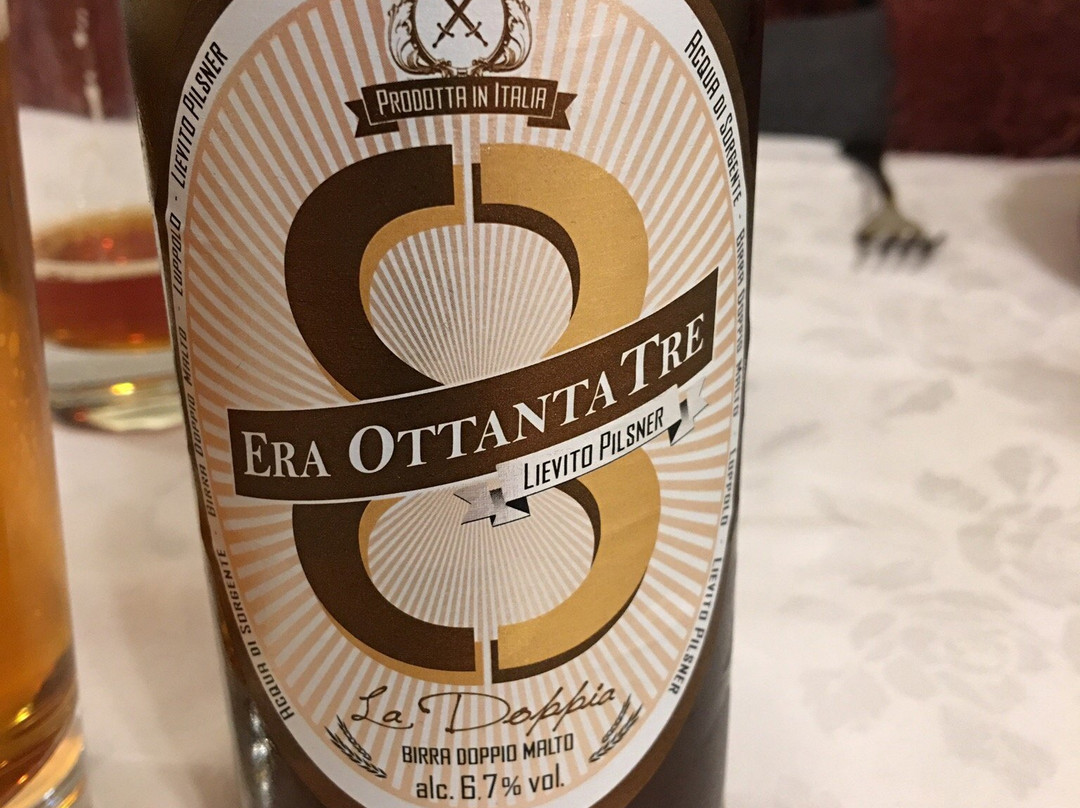 PRODOTTA IN ITALIA
8
ERA OTTANTA TRE
LIEVITO PILSNER
La Doppia
BIRRA DOPPIO MALTO
alc. 6,7% vol.
ACQUA DI SORGENTE · BIRRA DOPPIO MALTO · LUPPOLO · LIEVITO PILSNER
ACQUA DI SORGENTE · BIRRA DOPPIO MALTO · LUPPOLO · LIEVITO PILSNER